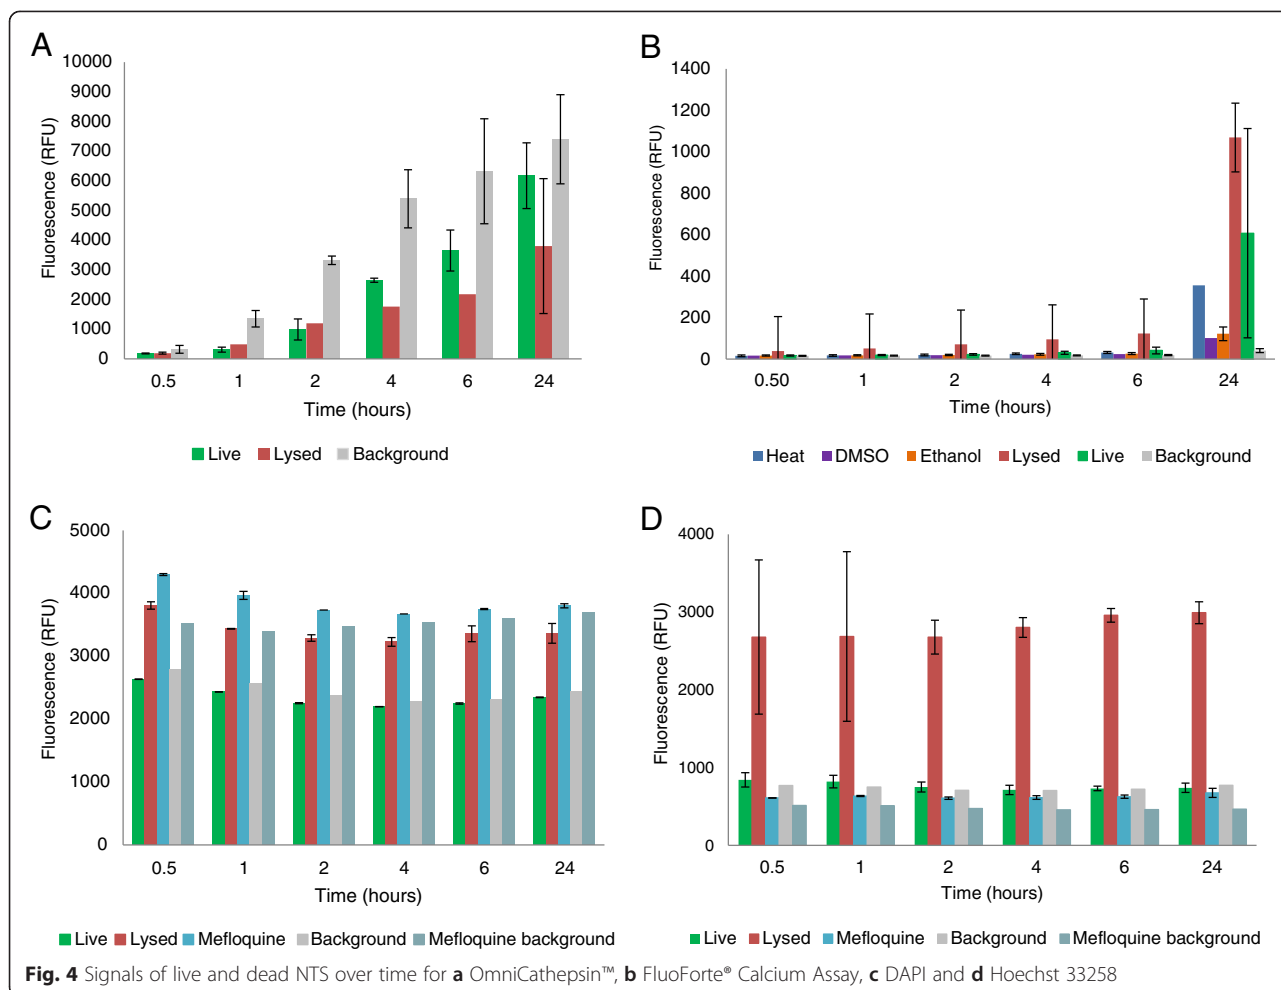 A
Fluorescence (RFU)
10000
9000
8000
7000
6000
5000
4000
3000
2000
1000
0
0.5 1 2 4 6 24
Time (hours)
Live Lysed Background
B
Fluorescence (RFU)
1400
1200
1000
800
600
400
200
0
0.50 1 2 4 6 24
Time (hours)
Heat DMSO Ethanol Lysed Live Background
C
Fluorescence (RFU)
5000
4000
3000
2000
1000
0
0.5 1 2 4 6 24
Time (hours)
Live Lysed Mefloquine Background Mefloquine background
D
Fluorescence (RFU)
4000
3000
2000
1000
0
0.5 1 2 4 6 24
Time (hours)
Live Lysed Mefloquine Background Mefloquine background
Fig. 4 Signals of live and dead NTS over time for a OmniCathepsin™, b FluoForte® Calcium Assay, c DAPI and d Hoechst 33258